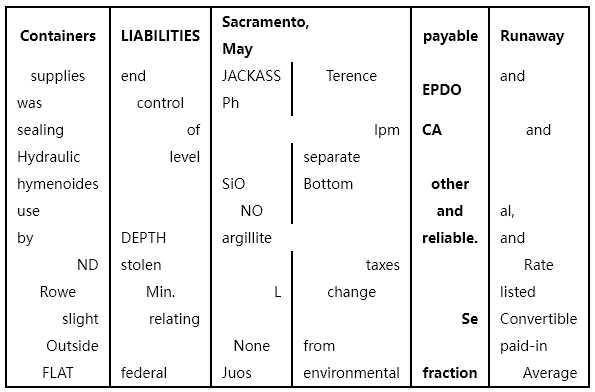 Containers LIABILITIES Sacramento, May payable Runaway
supplies end JACKASS Terence EPDO and
was control Ph
sealing of lpm CA and
Hydraulic level separate
hymenoides SiO Bottom other
use NO and al,
by DEPTH argillite reliable. and
ND stolen taxes Rate
Rowe Min. L change listed
slight relating Se Convertible
Outside None from paid-in
FLAT federal Juos environmental fraction Average